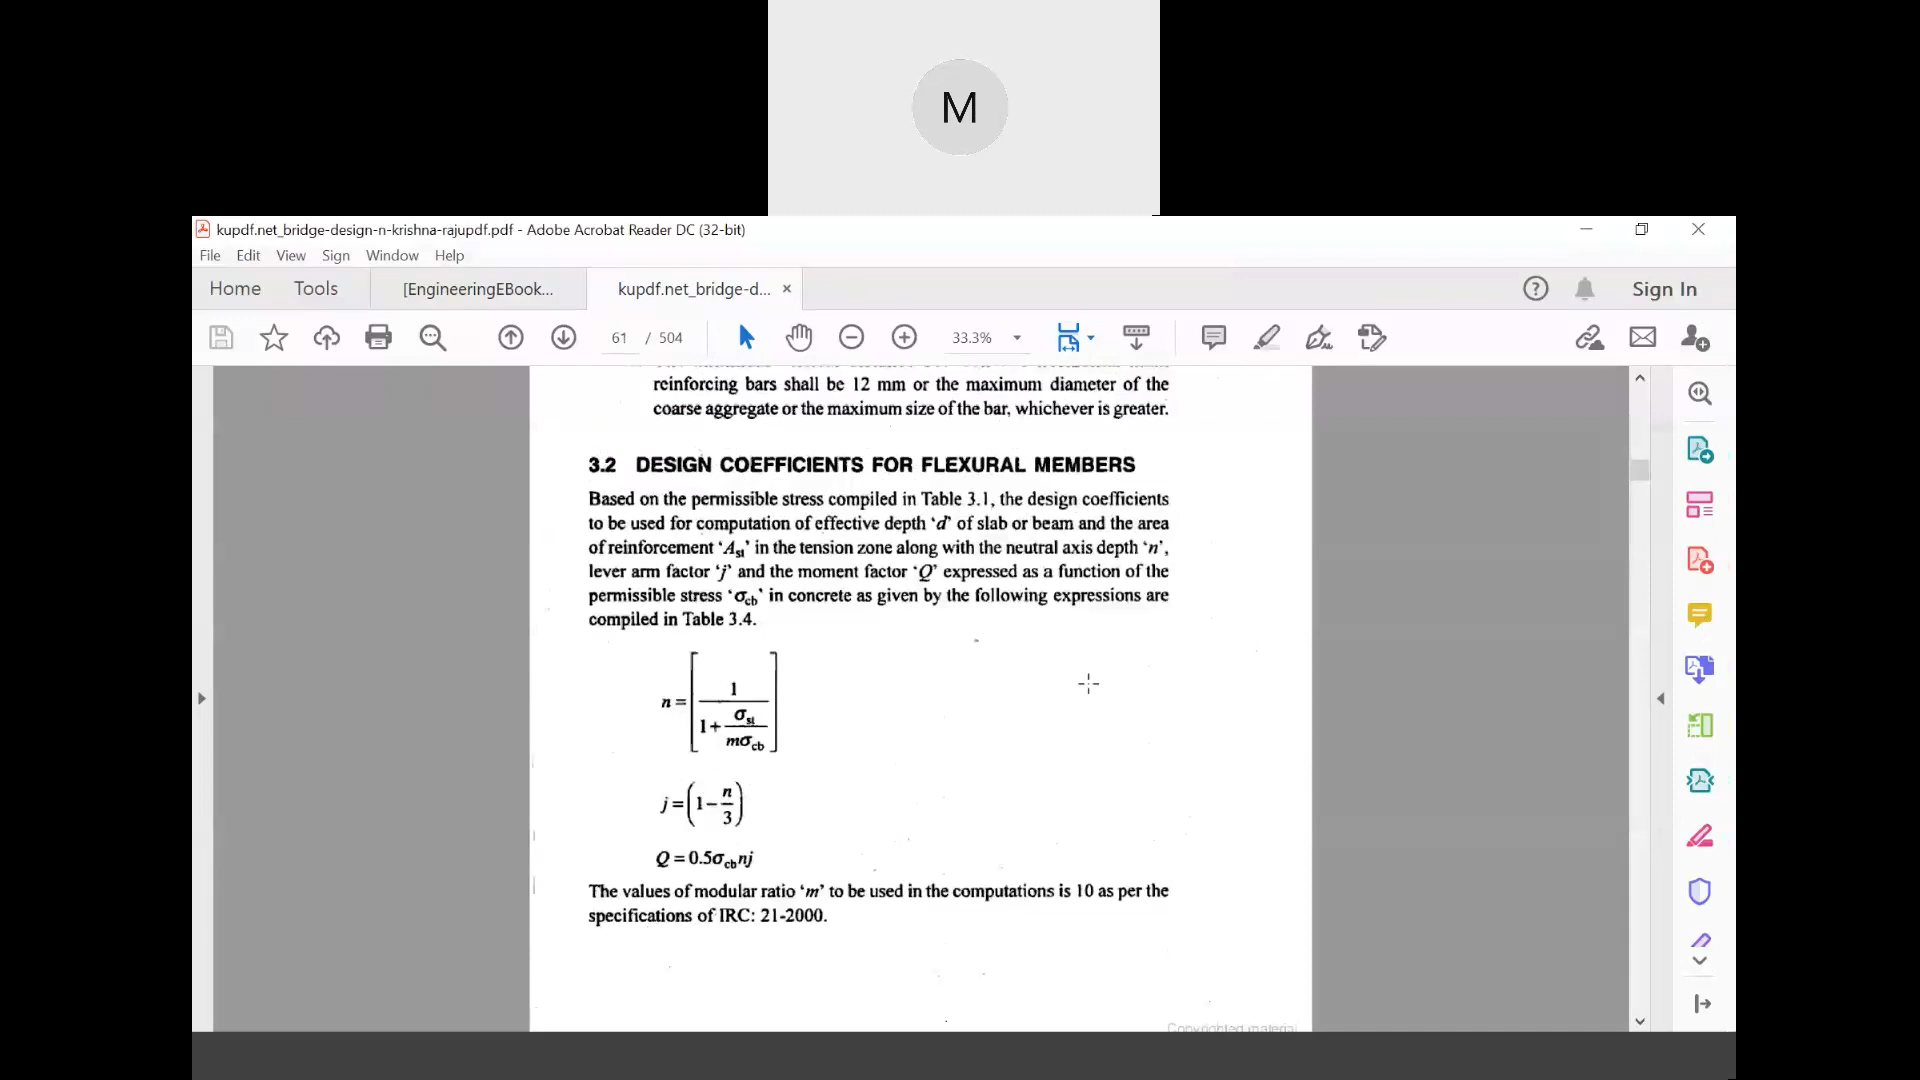 M
kupdf.net_bridge-design-n-krishna-rajupdf.pdf - Adobe Acrobat Reader DC (32-bit)
File Edit View Sign Window Help
Home Tools [EngineeringEBook... kupdf.net_bridge-d... × Sign In
61 / 504 33.3%
reinforcing bars shall be 12 mm or the maximum diameter of the
coarse aggregate or the maximum size of the bar, whichever is greater.
3.2 DESIGN COEFFICIENTS FOR FLEXURAL MEMBERS
Based on the permissible stress compiled in Table 3.1, the design coefficients
to be used for computation of effective depth ‘d’ of slab or beam and the area
of reinforcement ‘Ast’ in the tension zone along with the neutral axis depth ‘n’,
lever arm factor ‘j’ and the moment factor ‘Q’ expressed as a function of the
permissible stress ‘σcb’ in concrete as given by the following expressions are
compiled in Table 3.4.
n = [1 / (1 + σst / mσcb)]
j = (1 − n/3)
Q = 0.5σcb nj
The values of modular ratio ‘m’ to be used in the computations is 10 as per the
specifications of IRC: 21-2000.
Copyrighted material